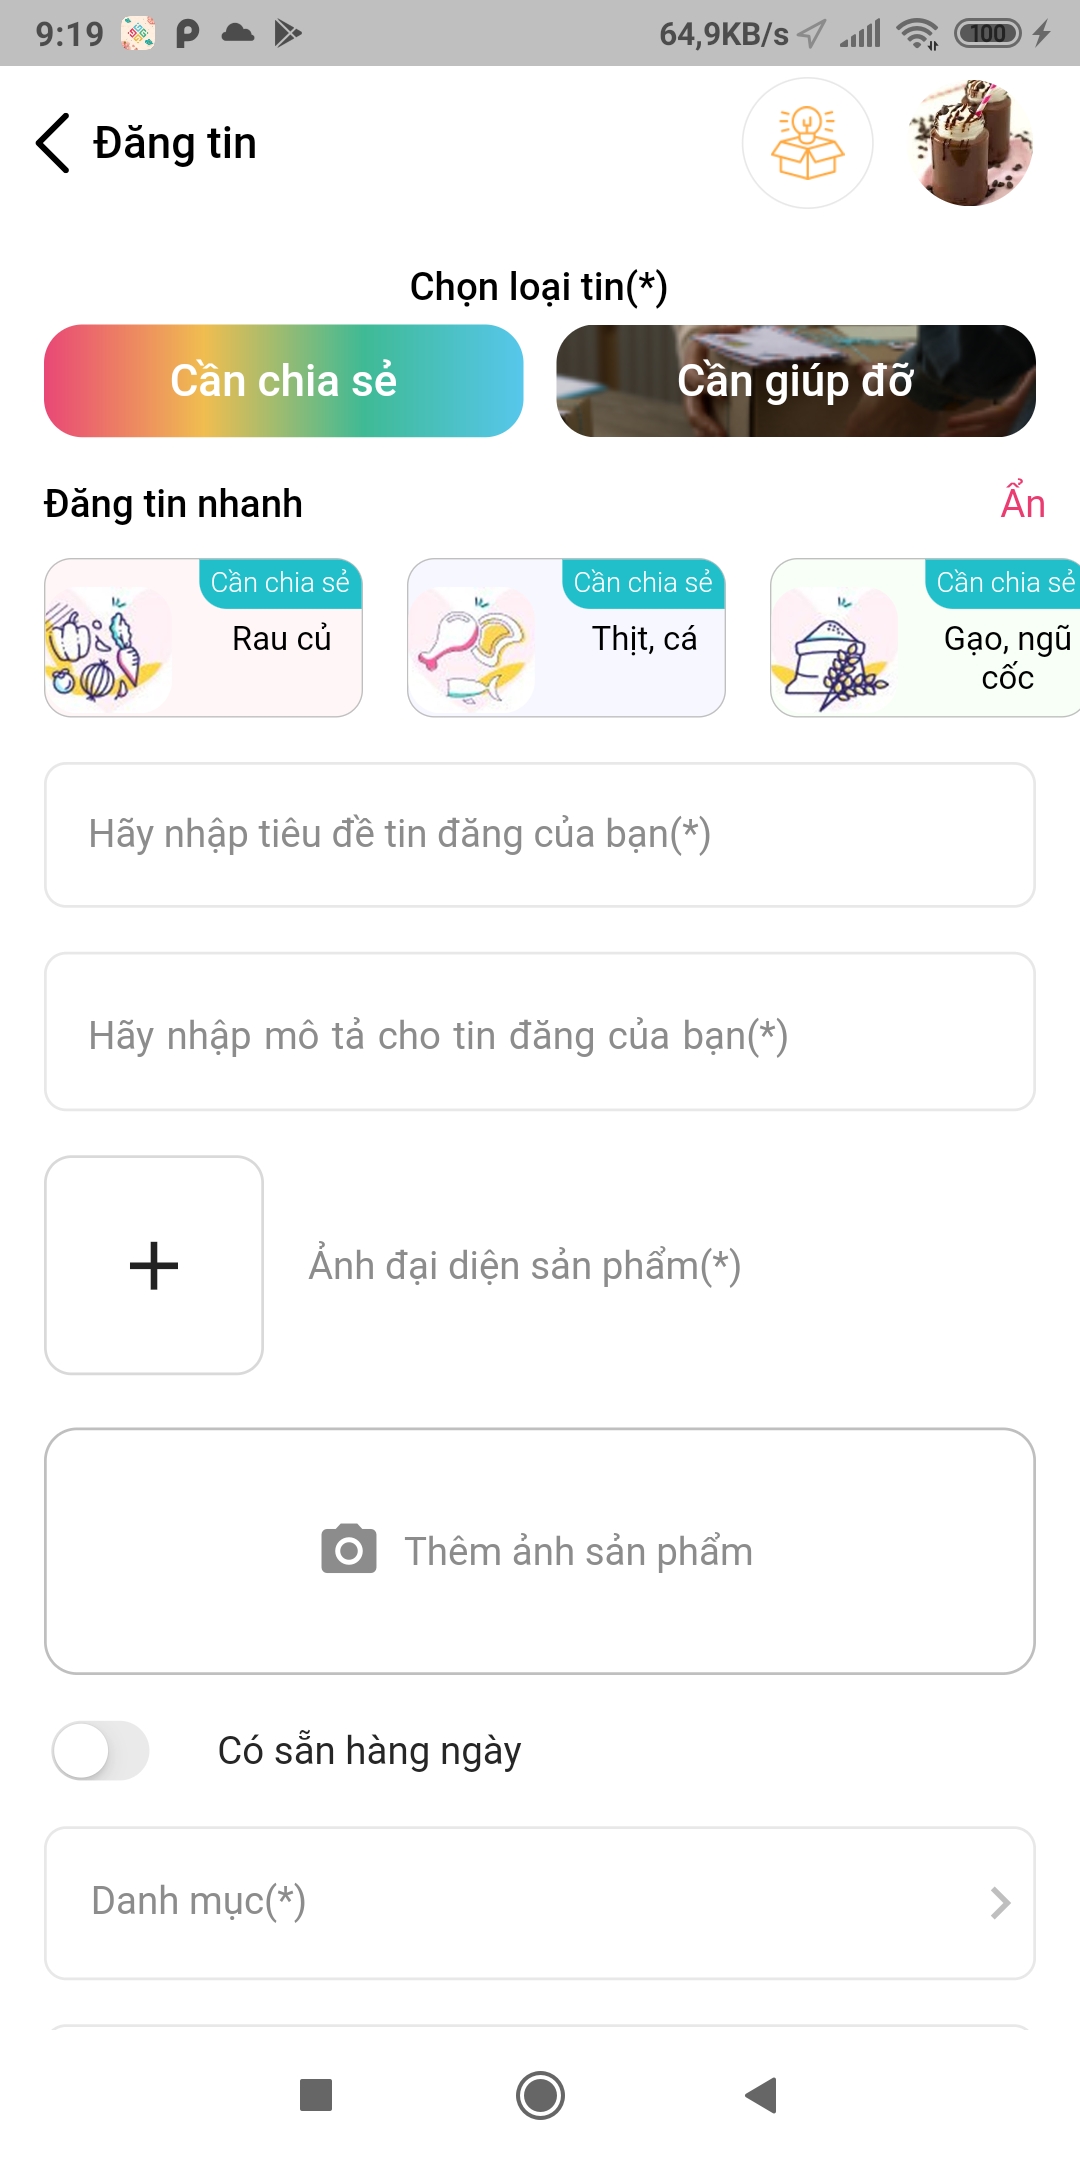 9:19 64,9KB/s 100
Đăng tin
Chọn loại tin(*)
Cần chia sẻ Cần giúp đỡ
Đăng tin nhanh Ẩn
Cần chia sẻ
Rau củ
Cần chia sẻ
Thịt, cá
Cần chia sẻ
Gạo, ngũ
cốc
Hãy nhập tiêu đề tin đăng của bạn(*)
Hãy nhập mô tả cho tin đăng của bạn(*)
Ảnh đại diện sản phẩm(*)
Thêm ảnh sản phẩm
Có sẵn hàng ngày
Danh mục(*)